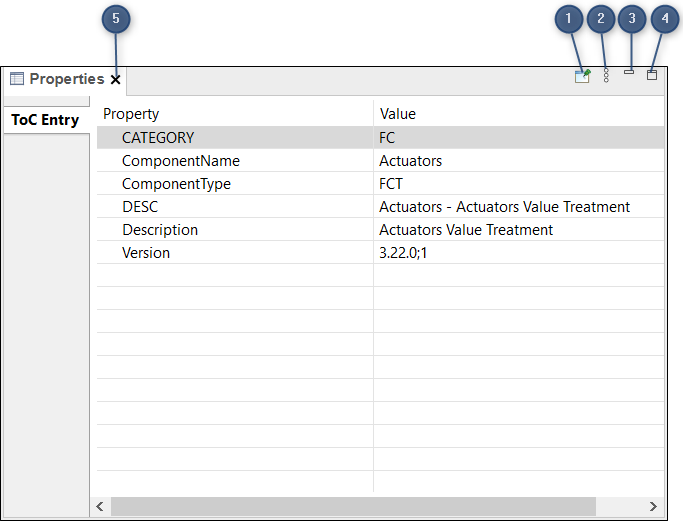 5 1 2 3 4
Properties
ToC Entry
Property Value
CATEGORY FC
ComponentName Actuators
ComponentType FCT
DESC Actuators - Actuators Value Treatment
Description Actuators Value Treatment
Version 3.22.0;1